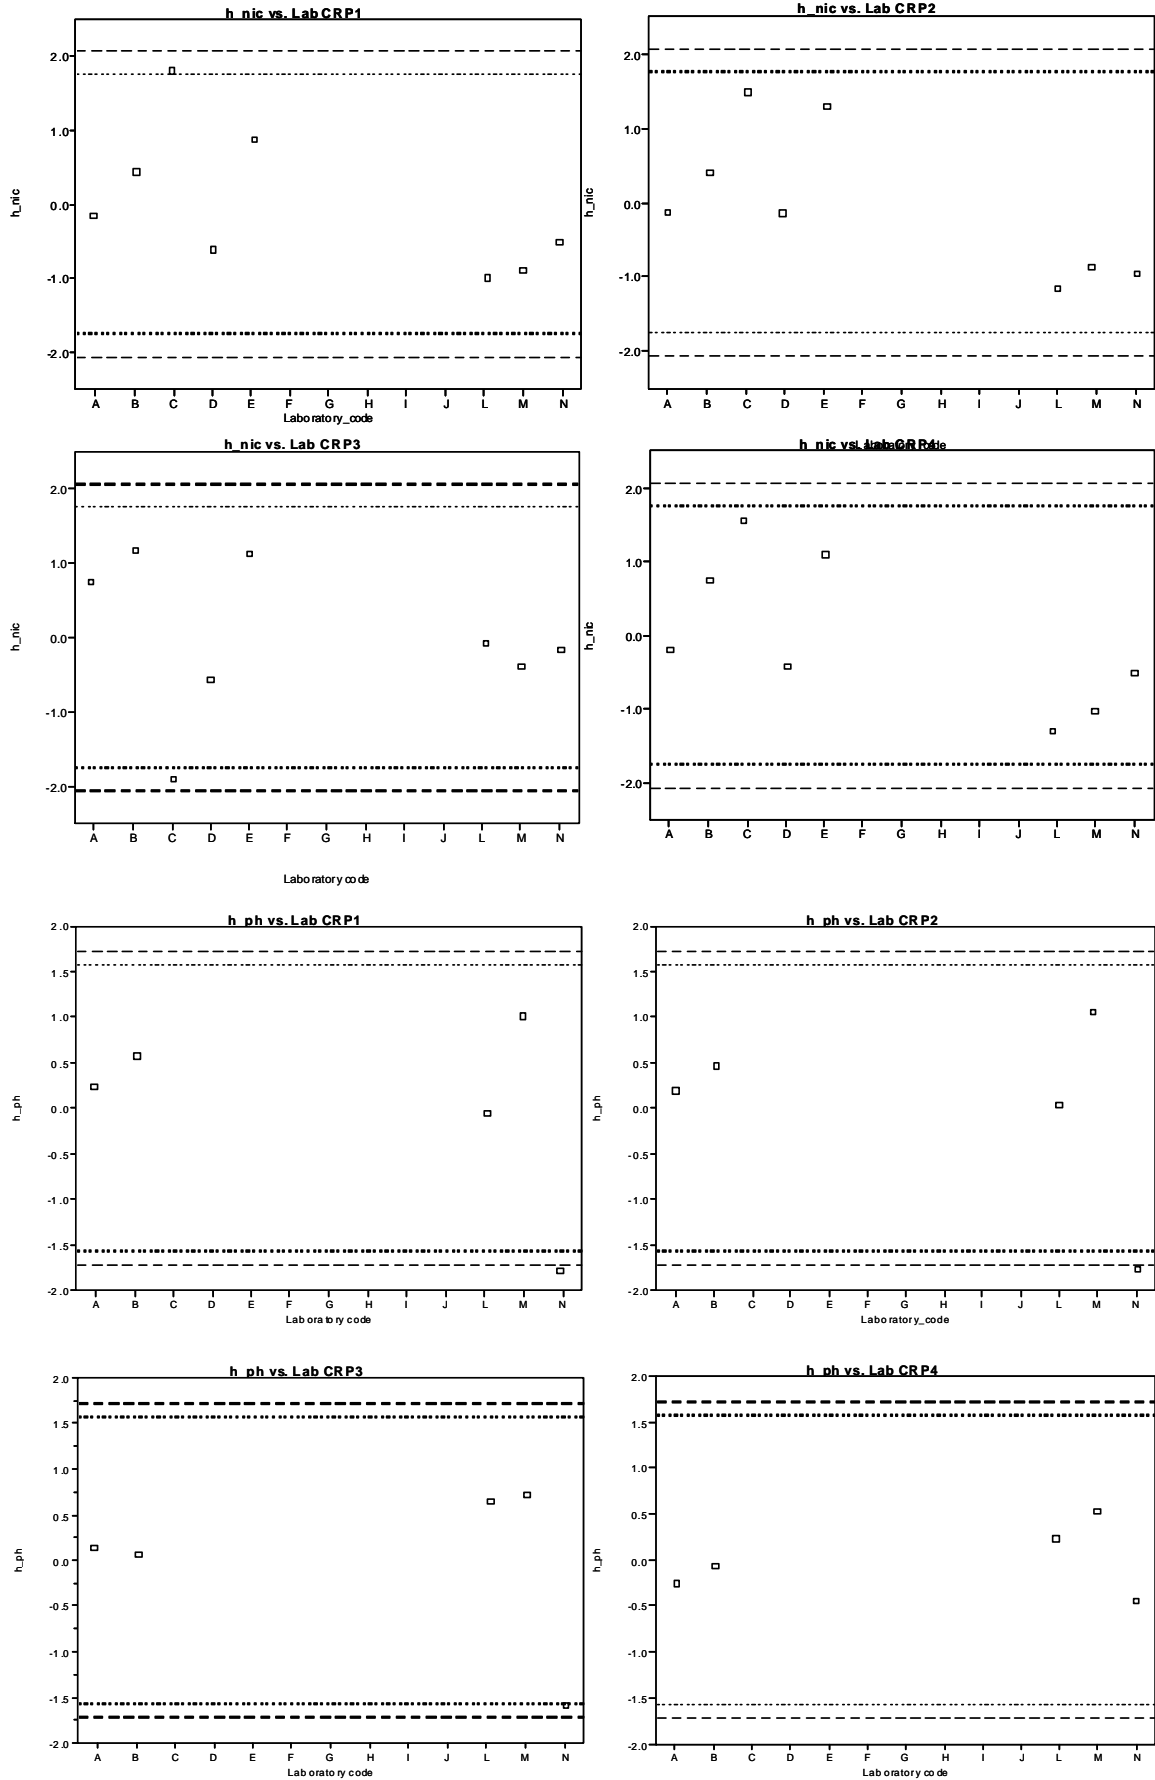 h_nic vs. Lab CRP1
2.0
1.0
0.0
-1.0
-2.0
h_nic
A B C D E F G H I J L M N
Laboratory_code
h_nic vs. Lab CRP2
2.0
1.0
0.0
-1.0
-2.0
h_nic
A B C D E F G H I J L M N
Laboratory_code
h_nic vs. Lab CRP3
2.0
1.0
0.0
-1.0
-2.0
h_nic
A B C D E F G H I J L M N
Laboratory code
h_nic vs. Lab CRP4
2.0
1.0
0.0
-1.0
-2.0
h_nic
A B C D E F G H I J L M N
h_ph vs. Lab CRP1
2.0
1.5
1.0
0.5
0.0
-0.5
-1.0
-1.5
-2.0
h_ph
A B C D E F G H I J L M N
Laboratory code
h_ph vs. Lab CRP2
2.0
1.5
1.0
0.5
0.0
-0.5
-1.0
-1.5
-2.0
h_ph
A B C D E F G H I J L M N
Laboratory_code
h_ph vs. Lab CRP3
2.0
1.5
1.0
0.5
0.0
-0.5
-1.0
-1.5
-2.0
h_ph
A B C D E F G H I J L M N
Laboratory code
h_ph vs. Lab CRP4
2.0
1.5
1.0
0.5
0.0
-0.5
-1.0
-1.5
-2.0
h_ph
A B C D E F G H I J L M N
Laboratory code